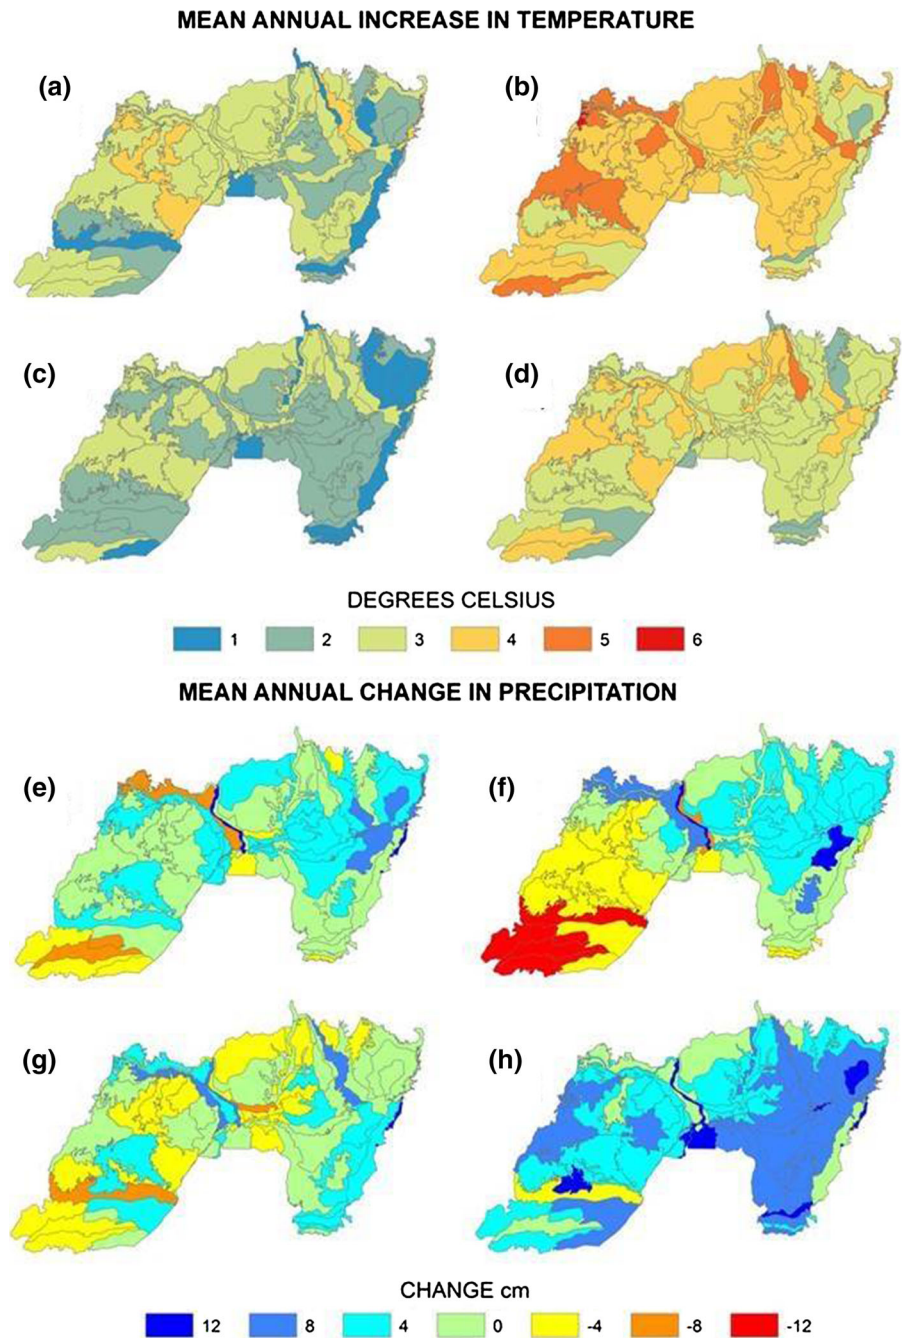 MEAN ANNUAL INCREASE IN TEMPERATURE
(a)
(b)
(c)
(d)
DEGREES CELSIUS
1 2 3 4 5 6
MEAN ANNUAL CHANGE IN PRECIPITATION
(e)
(f)
(g)
(h)
CHANGE cm
12 8 4 0 -4 -8 -12